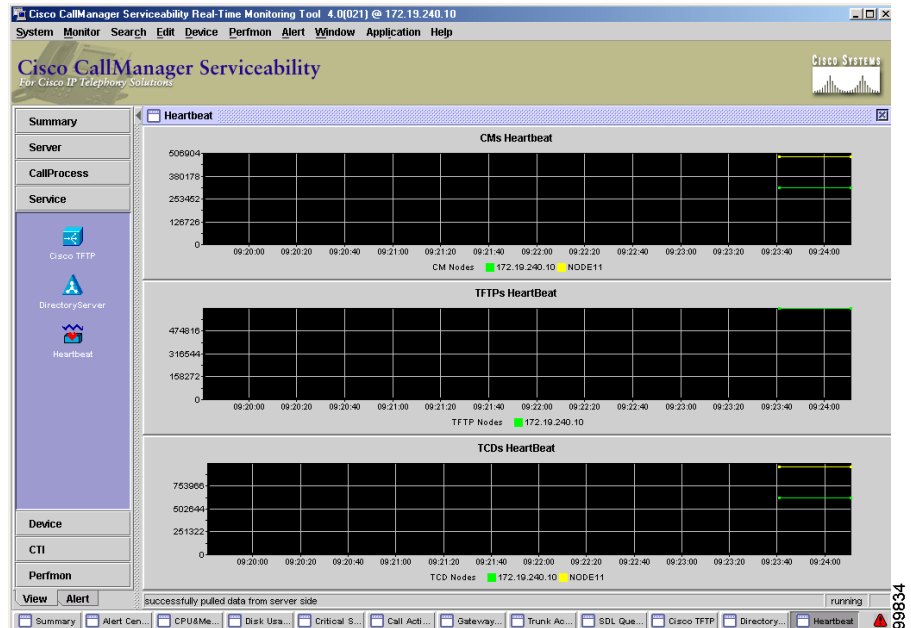 Cisco CallManager Serviceability Real-Time Monitoring Tool 4.0(021) @ 172.19.240.10
System Monitor Search Edit Device Perfmon Alert Window Application Help
Cisco CallManager Serviceability
For Cisco IP Telephony Solutions
CISCO SYSTEMS
Summary
Server
CallProcess
Service
Cisco TFTP
DirectoryServer
Heartbeat
Device
CTI
Perfmon
View Alert
Heartbeat
CMs Heartbeat
506904
380178
253452
126726
0
09:20:00 09:20:20 09:20:40 09:21:00 09:21:20 09:21:40 09:22:00 09:22:20 09:22:40 09:23:00 09:23:20 09:23:40 09:24:00
CM Nodes 172.19.240.10 NODE11
TFTPs HeartBeat
474816
316544
158272
0
09:20:00 09:20:20 09:20:40 09:21:00 09:21:20 09:21:40 09:22:00 09:22:20 09:22:40 09:23:00 09:23:20 09:23:40 09:24:00
TFTP Nodes 172.19.240.10
TCDs HeartBeat
753966
502644
251322
0
09:20:00 09:20:20 09:20:40 09:21:00 09:21:20 09:21:40 09:22:00 09:22:20 09:22:40 09:23:00 09:23:20 09:23:40 09:24:00
TCD Nodes 172.19.240.10 NODE11
successfully pulled data from server side
running
Summary Alert Cen... CPU&Me... Disk Usa... Critical S... Call Acti... Gateway... Trunk Ac... SDL Que... Cisco TFTP Directory... Heartbeat
99834